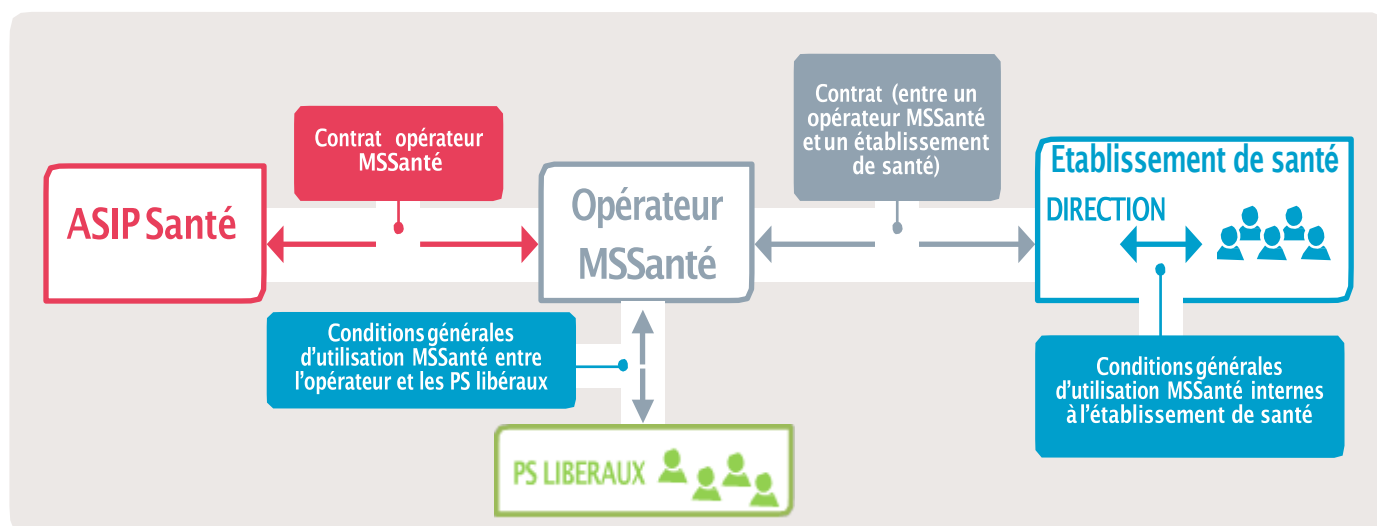 Contrat opérateur
MSSanté
Contrat (entre un
opérateur MSSanté
et un établissement
de santé)
ASIP Santé
Opérateur
MSSanté
Etablissement de santé
DIRECTION
Conditions générales
d'utilisation MSSanté entre
l'opérateur et les PS libéraux
Conditions générales
d'utilisation MSSanté internes
à l'établissement de santé
PS LIBERAUX